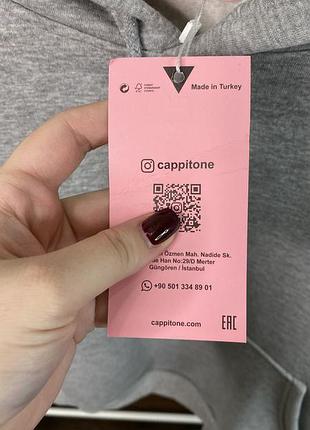 Made in Turkey
cappitone
Özmen Mah. Nadide Sk.
Han No:29/D Merter
Güngören / İstanbul
+90 501 334 89 01
cappitone.com
EAC